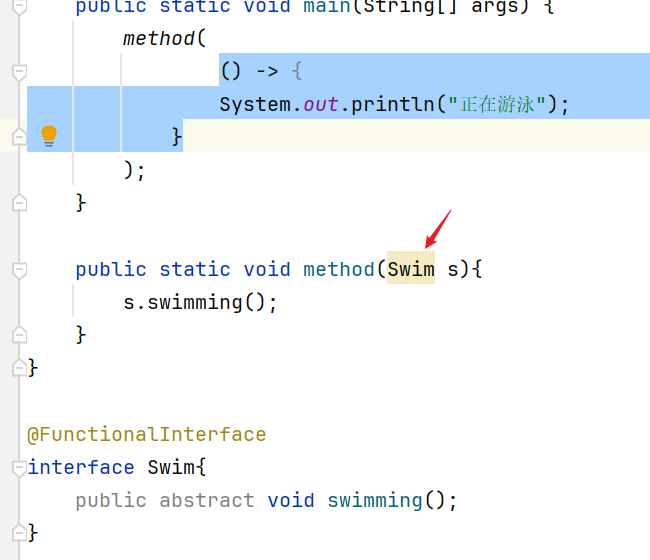 public static void main(String[] args) {
method(
() -> {
System.out.println("正在游泳");
}
);
}
public static void method(Swim s){
s.swimming();
}
}
@FunctionalInterface
interface Swim{
public abstract void swimming();
}